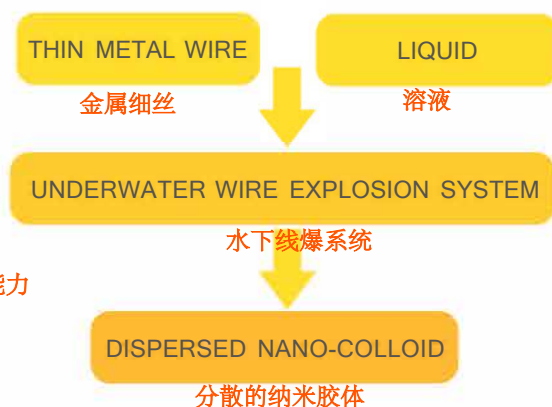 THIN METAL WIRE
LIQUID
金属细丝
溶液
UNDERWATER WIRE EXPLOSION SYSTEM
水下线爆系统
能力
DISPERSED NANO-COLLOID
分散的纳米胶体